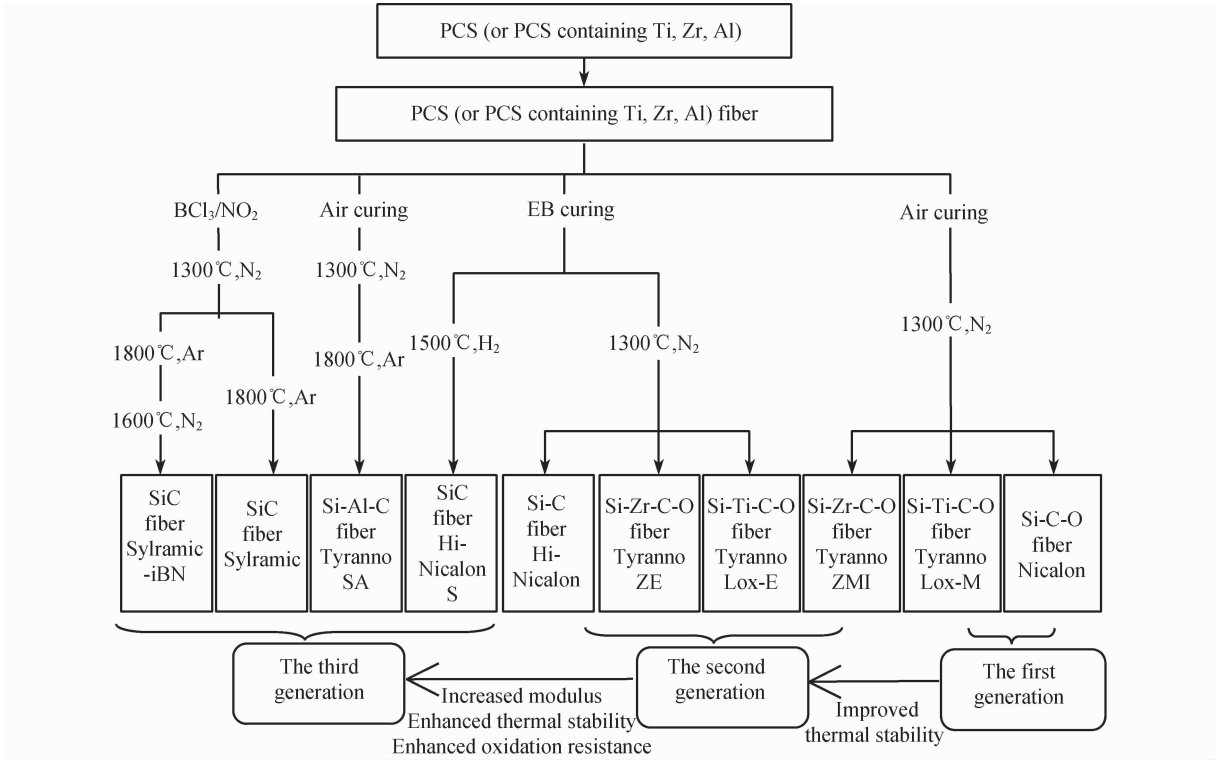 PCS (or PCS containing Ti, Zr, Al)
PCS (or PCS containing Ti, Zr, Al) fiber
BCl₃/NO₂
Air curing
EB curing
Air curing
1300℃,N₂
1300℃,N₂
1500℃,H₂
1300℃,N₂
1300℃,N₂
1800℃,Ar
1600℃,N₂
1800℃,Ar
1800℃,Ar
SiC
fiber
Sylramic
-iBN
SiC
fiber
Sylramic
Si-Al-C
fiber
Tyranno
SA
SiC
fiber
Hi-
Nicalon
S
Si-C
fiber
Hi-
Nicalon
Si-Zr-C-O
fiber
Tyranno
ZE
Si-Ti-C-O
fiber
Tyranno
Lox-E
Si-Zr-C-O
fiber
Tyranno
ZMI
Si-Ti-C-O
fiber
Tyranno
Lox-M
Si-C-O
fiber
Nicalon
The third
generation
Increased modulus
Enhanced thermal stability
Enhanced oxidation resistance
The second
generation
Improved
thermal stability
The first
generation